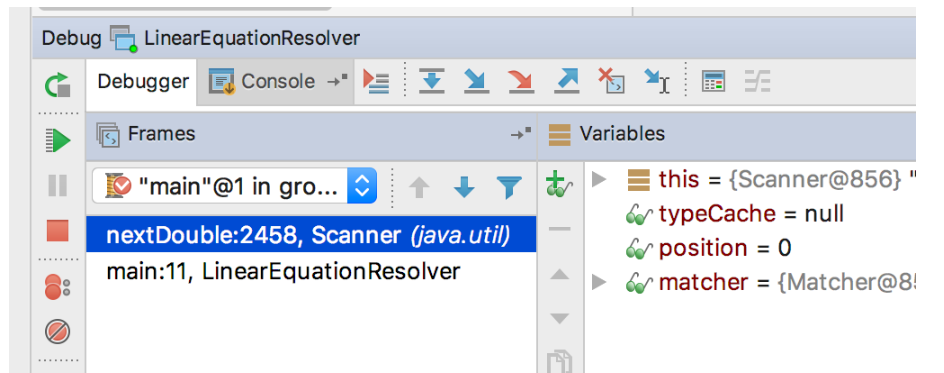 Debug LinearEquationResolver
Debugger Console
Frames
Variables
"main"@1 in gro...
nextDouble:2458, Scanner (java.util)
main:11, LinearEquationResolver
this = {Scanner@856} "
typeCache = null
position = 0
matcher = {Matcher@85